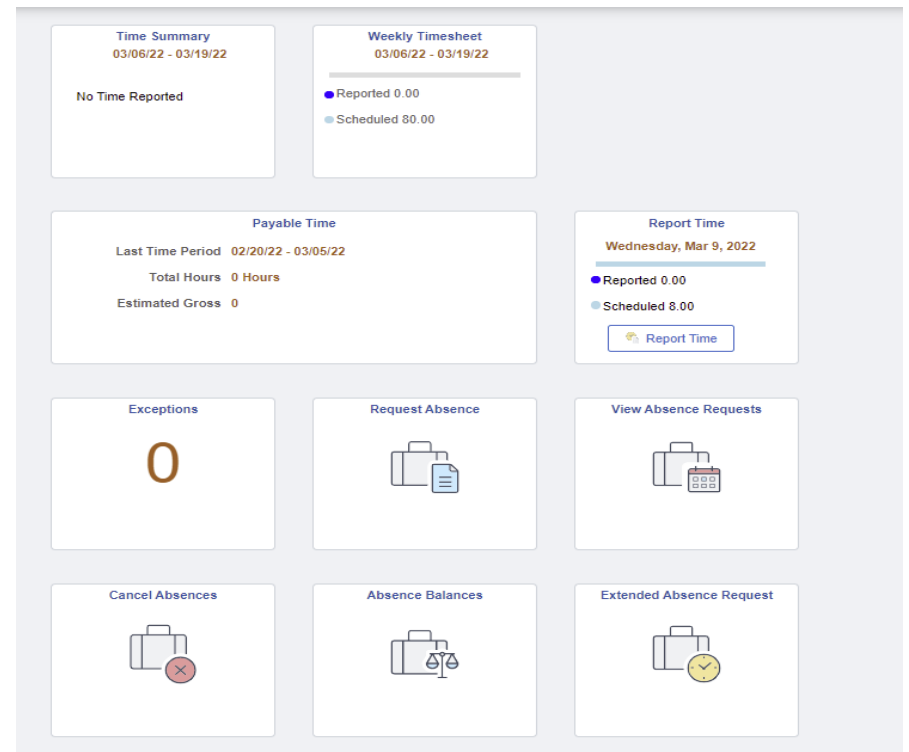 Time Summary
03/06/22 - 03/19/22
No Time Reported
Weekly Timesheet
03/06/22 - 03/19/22
Reported 0.00
Scheduled 80.00
Payable Time
Last Time Period 02/20/22 - 03/05/22
Total Hours 0 Hours
Estimated Gross 0
Report Time
Wednesday, Mar 9, 2022
Reported 0.00
Scheduled 8.00
Report Time
Exceptions
0
Request Absence
View Absence Requests
Cancel Absences
Absence Balances
Extended Absence Request